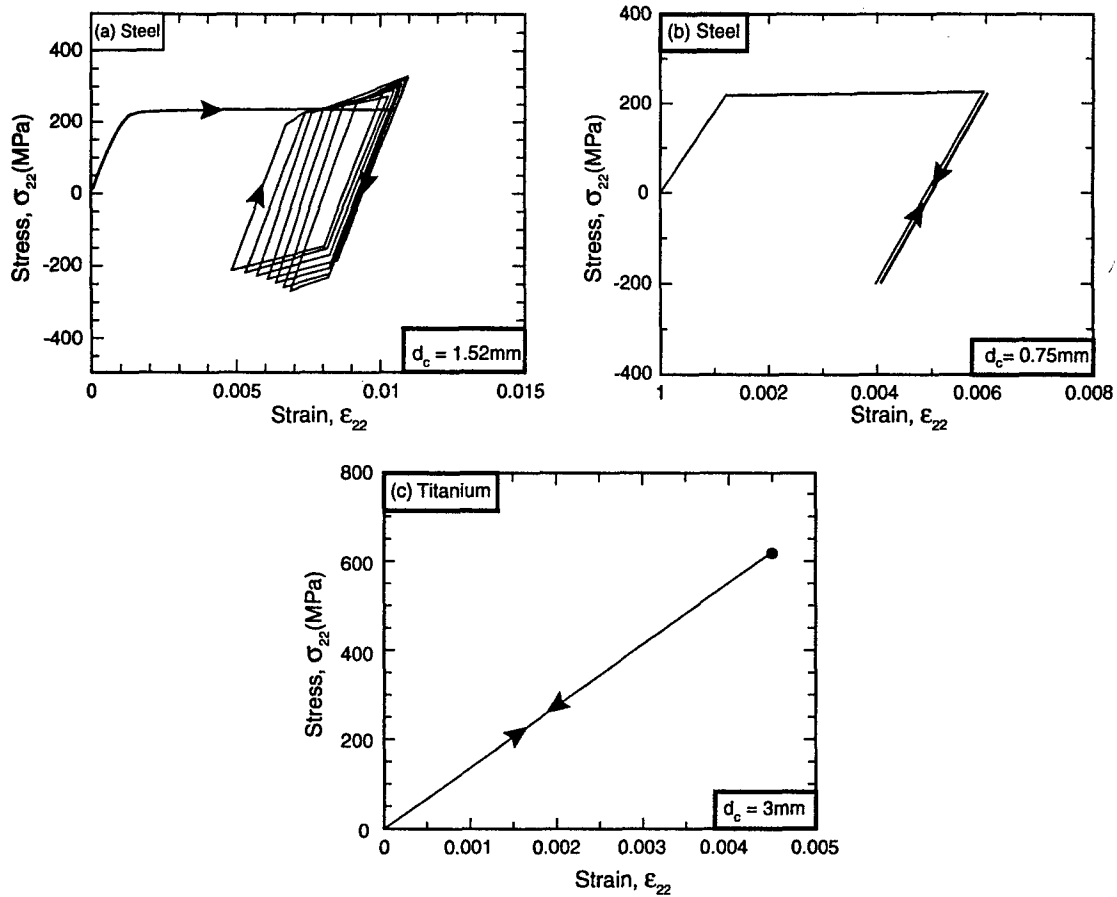 (a) Steel
400
200
0
-200
-400
Stress, σ22(MPa)
0
0.005
0.01
0.015
Strain, ε22
dc = 1.52mm
(b) Steel
400
200
0
-200
-400
Stress, σ22(MPa)
1
0.002
0.004
0.006
0.008
Strain, ε22
dc= 0.75mm
(c) Titanium
800
600
400
200
0
Stress, σ22(MPa)
0
0.001
0.002
0.003
0.004
0.005
Strain, ε22
dc = 3mm